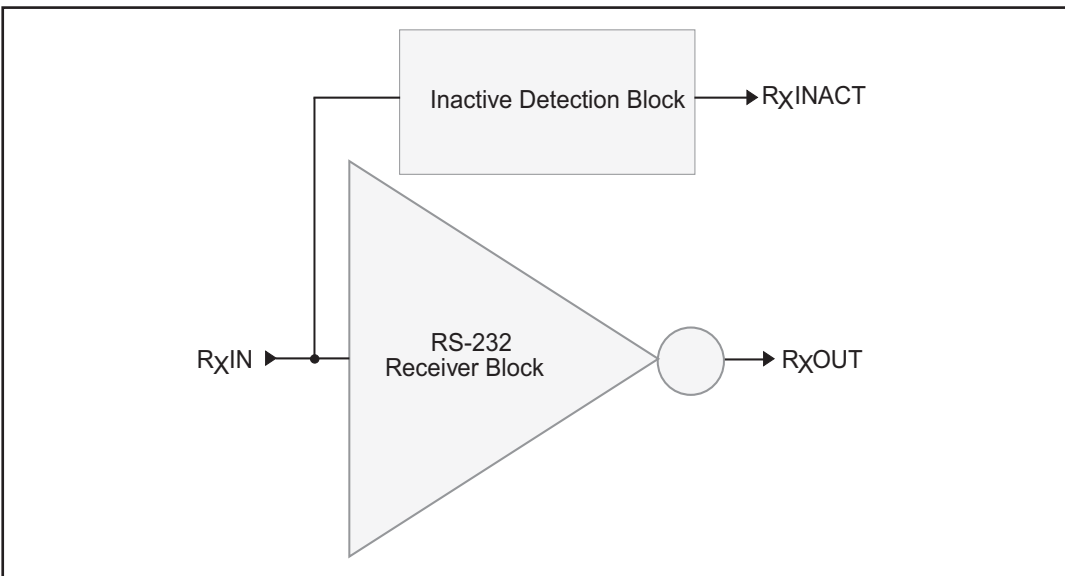 Inactive Detection Block
RXINACT
RS-232
Receiver Block
RXIN
RXOUT